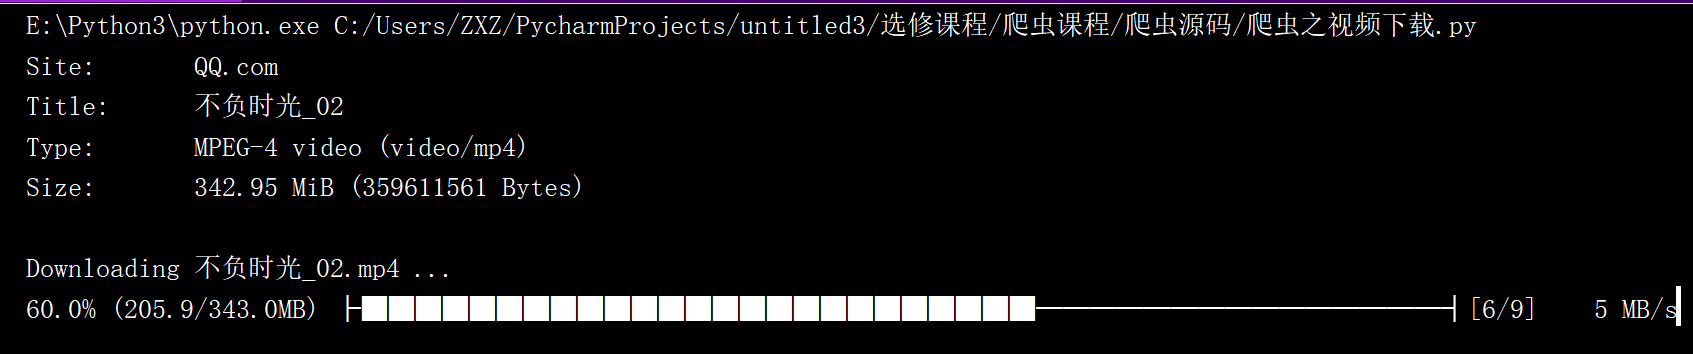 E:\Python3\python.exe C:/Users/ZXZ/PycharmProjects/untitled3/选修课程/爬虫课程/爬虫源码/爬虫之视频下载.py
Site:       QQ.com
Title:      不负时光_02
Type:       MPEG-4 video (video/mp4)
Size:       342.95 MiB (359611561 Bytes)
Downloading 不负时光_02.mp4 ...
60.0% (205.9/343.0MB) ├█████████████████████████───────────────┤[6/9]    5 MB/s